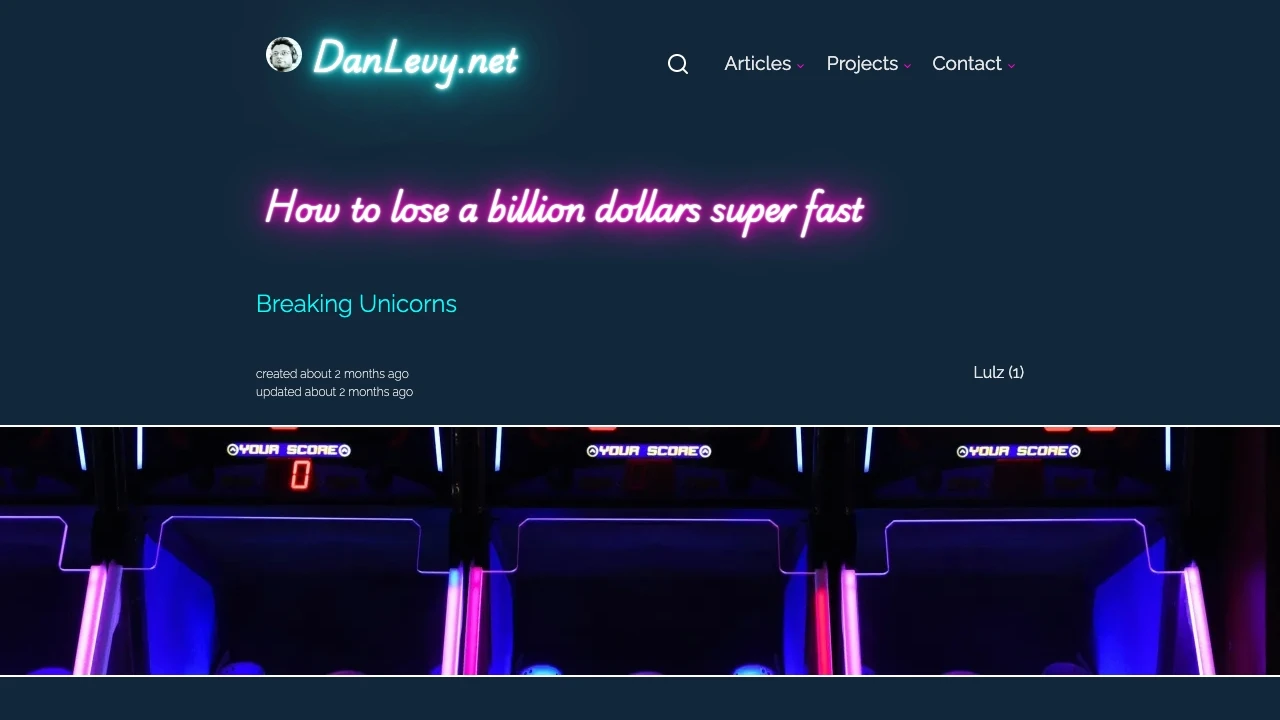 DanLevy.net
Articles
Projects
Contact
How to lose a billion dollars super fast
Breaking Unicorns
created about 2 months ago
updated about 2 months ago
Lulz (1)
YOUR SCORE
YOUR SCORE
YOUR SCORE
0